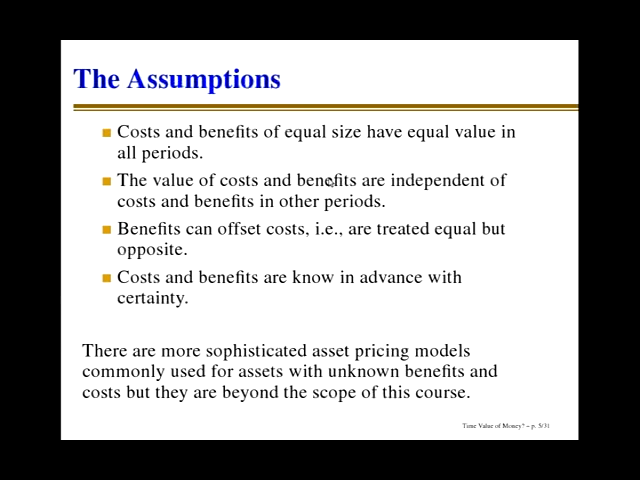 The Assumptions
Costs and benefits of equal size have equal value in
all periods.
The value of costs and benefits are independent of
costs and benefits in other periods.
Benefits can offset costs, i.e., are treated equal but
opposite.
Costs and benefits are know in advance with
certainty.
There are more sophisticated asset pricing models
commonly used for assets with unknown benefits and
costs but they are beyond the scope of this course.
Time Value of Money* – p. 5/31